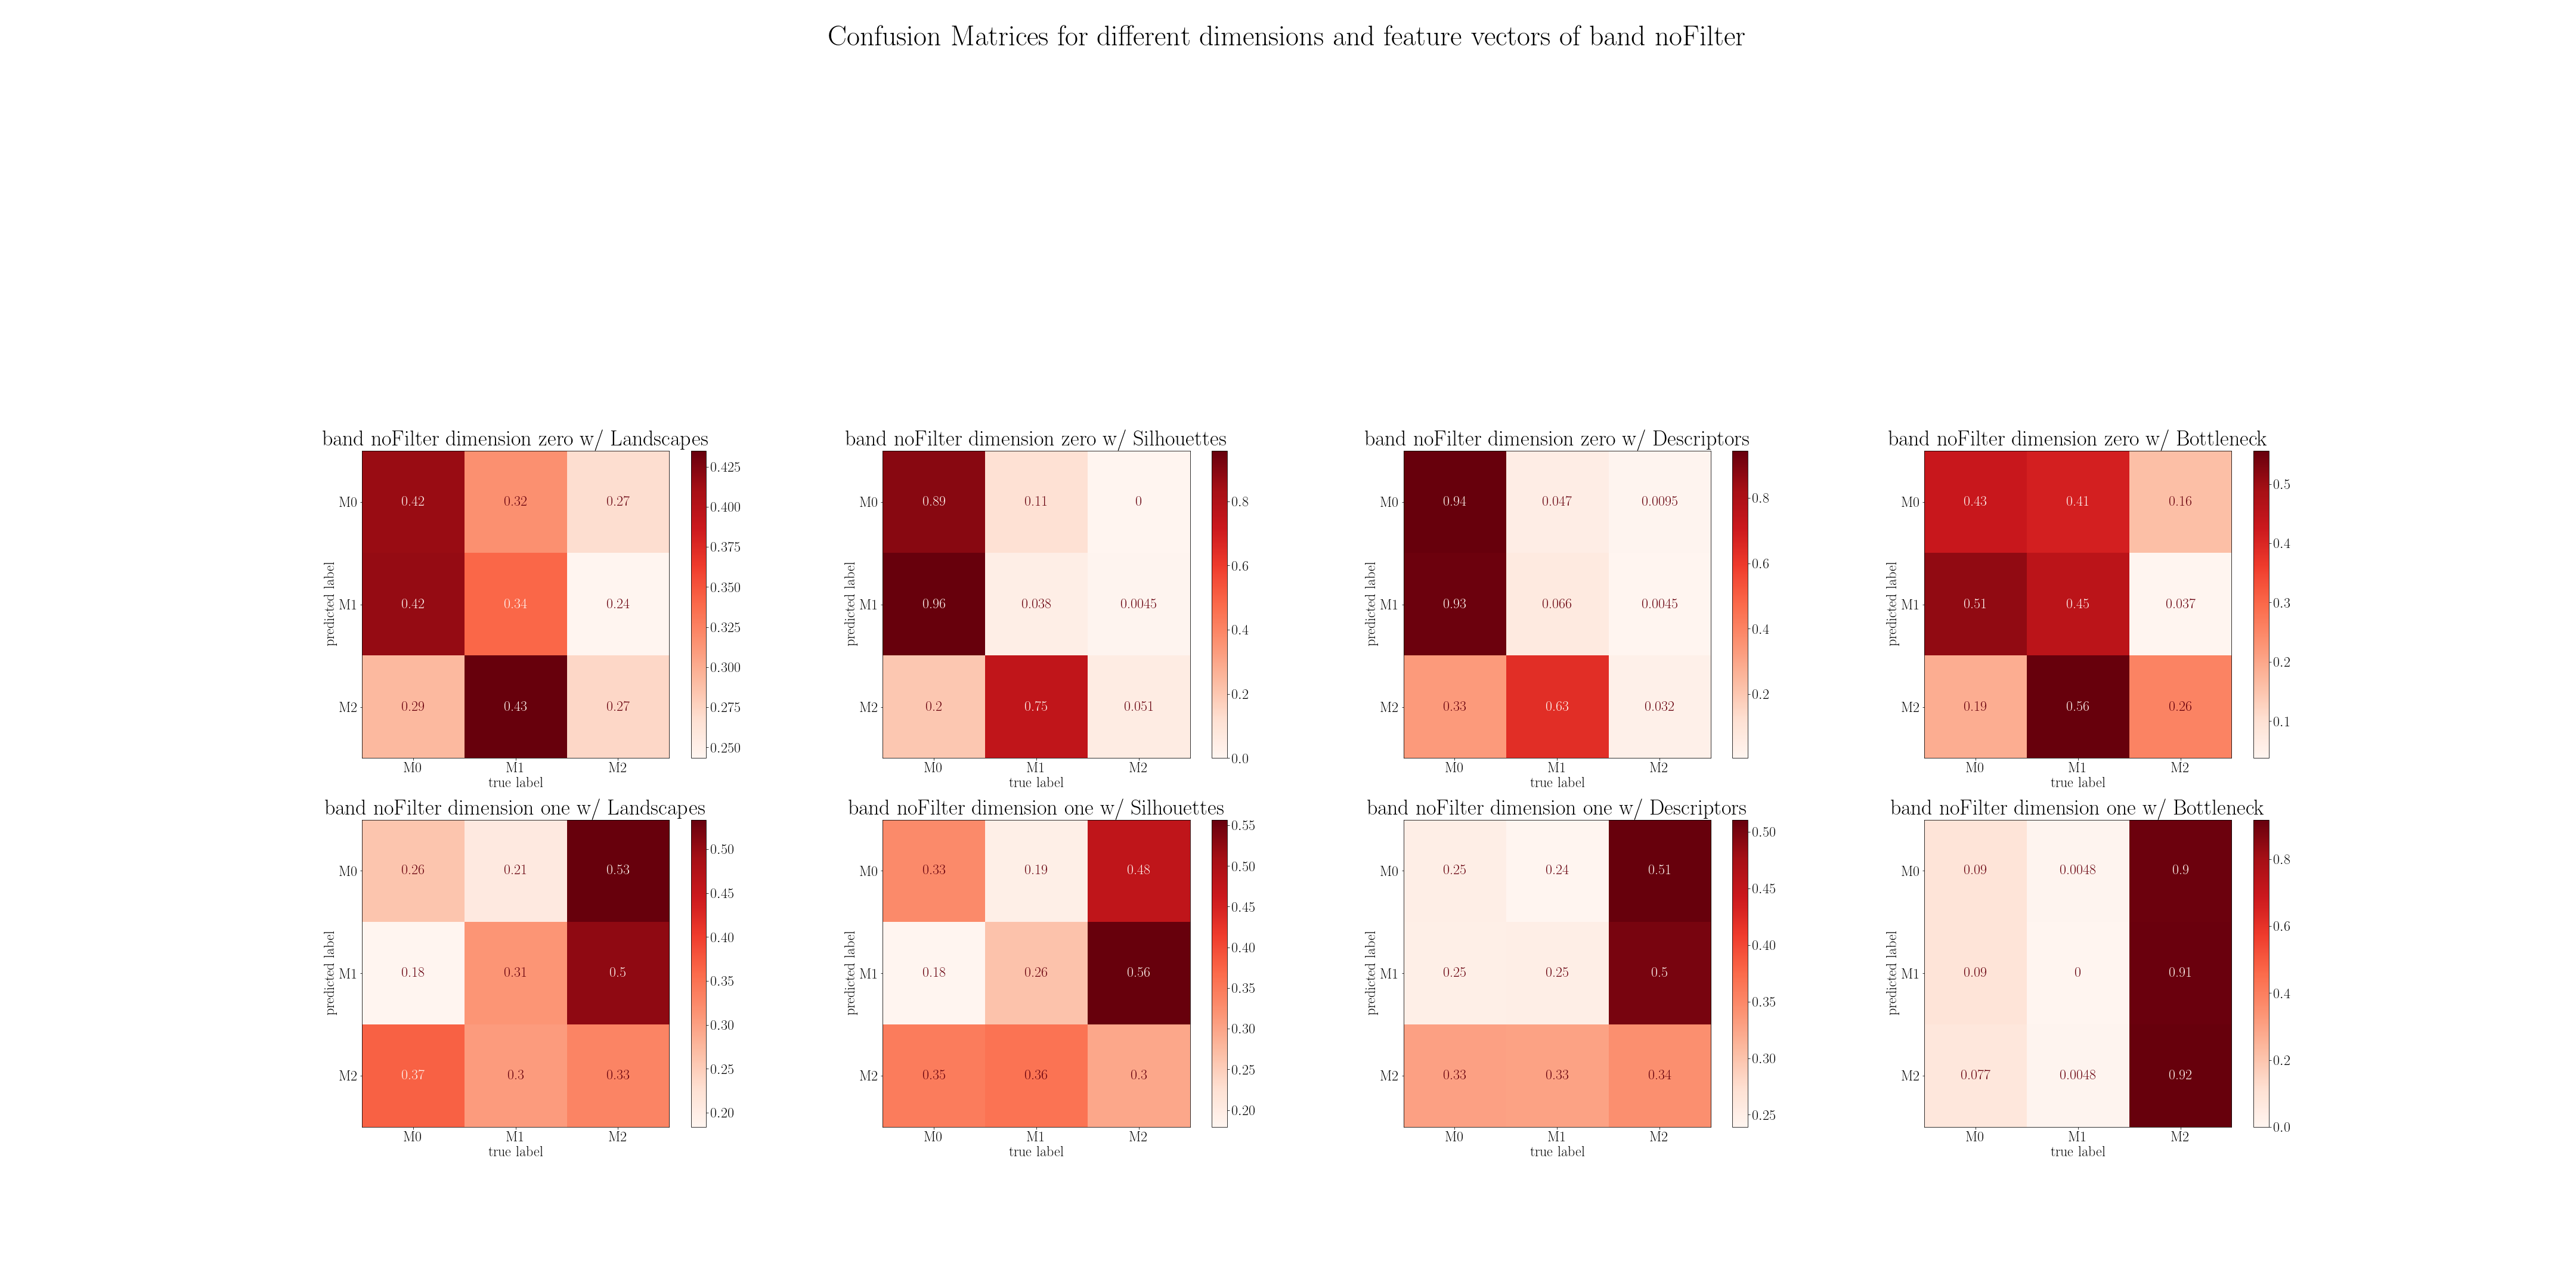 Confusion Matrices for different dimensions and feature vectors of band noFilter
band noFilter dimension zero w/ Landscapes
predicted label
M0 0.42 0.32 0.27
M1 0.42 0.34 0.24
M2 0.29 0.43 0.27
M0 M1 M2
true label
0.425
0.400
0.375
0.350
0.325
0.300
0.275
0.250
band noFilter dimension zero w/ Silhouettes
predicted label
M0 0.89 0.11 0
M1 0.96 0.038 0.0045
M2 0.2 0.75 0.051
M0 M1 M2
true label
0.8
0.6
0.4
0.2
0.0
band noFilter dimension zero w/ Descriptors
predicted label
M0 0.94 0.047 0.0095
M1 0.93 0.066 0.0045
M2 0.33 0.63 0.032
M0 M1 M2
true label
0.8
0.6
0.4
0.2
band noFilter dimension zero w/ Bottleneck
predicted label
M0 0.43 0.41 0.16
M1 0.51 0.45 0.037
M2 0.19 0.56 0.26
M0 M1 M2
true label
0.5
0.4
0.3
0.2
0.1
band noFilter dimension one w/ Landscapes
predicted label
M0 0.26 0.21 0.53
M1 0.18 0.31 0.5
M2 0.37 0.3 0.33
M0 M1 M2
true label
0.50
0.45
0.40
0.35
0.30
0.25
0.20
band noFilter dimension one w/ Silhouettes
predicted label
M0 0.33 0.19 0.48
M1 0.18 0.26 0.56
M2 0.35 0.36 0.3
M0 M1 M2
true label
0.55
0.50
0.45
0.40
0.35
0.30
0.25
0.20
band noFilter dimension one w/ Descriptors
predicted label
M0 0.25 0.24 0.51
M1 0.25 0.25 0.5
M2 0.33 0.33 0.34
M0 M1 M2
true label
0.50
0.45
0.40
0.35
0.30
0.25
band noFilter dimension one w/ Bottleneck
predicted label
M0 0.09 0.0048 0.9
M1 0.09 0 0.91
M2 0.077 0.0048 0.92
M0 M1 M2
true label
0.8
0.6
0.4
0.2
0.0